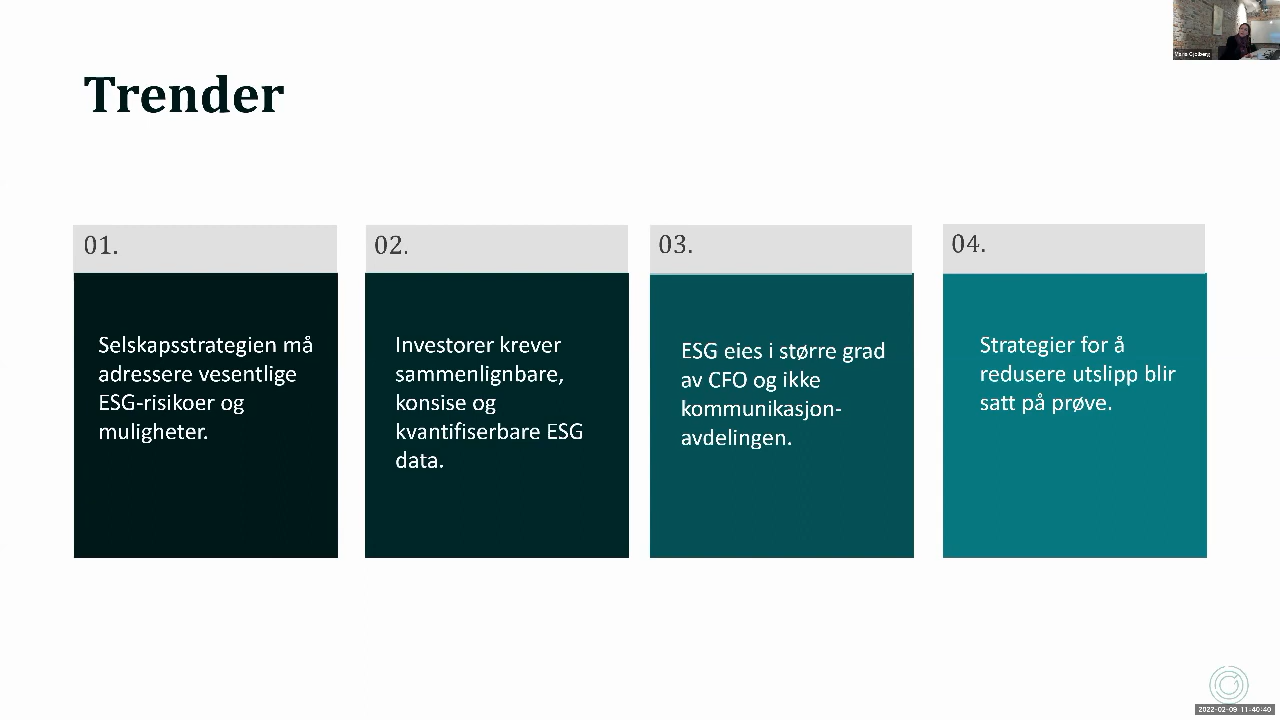 Trender
01.
Selskapsstrategien må
adressere vesentlige
ESG-risikoer og
muligheter.
02.
Investorer krever
sammenlignbare,
konsise og
kvantifiserbare ESG
data.
03.
ESG eies i større grad
av CFO og ikke
kommunikasjon-
avdelingen.
04.
Strategier for å
redusere utslipp blir
satt på prøve.
Maria Gjølberg
2022-02-09 11:40:40